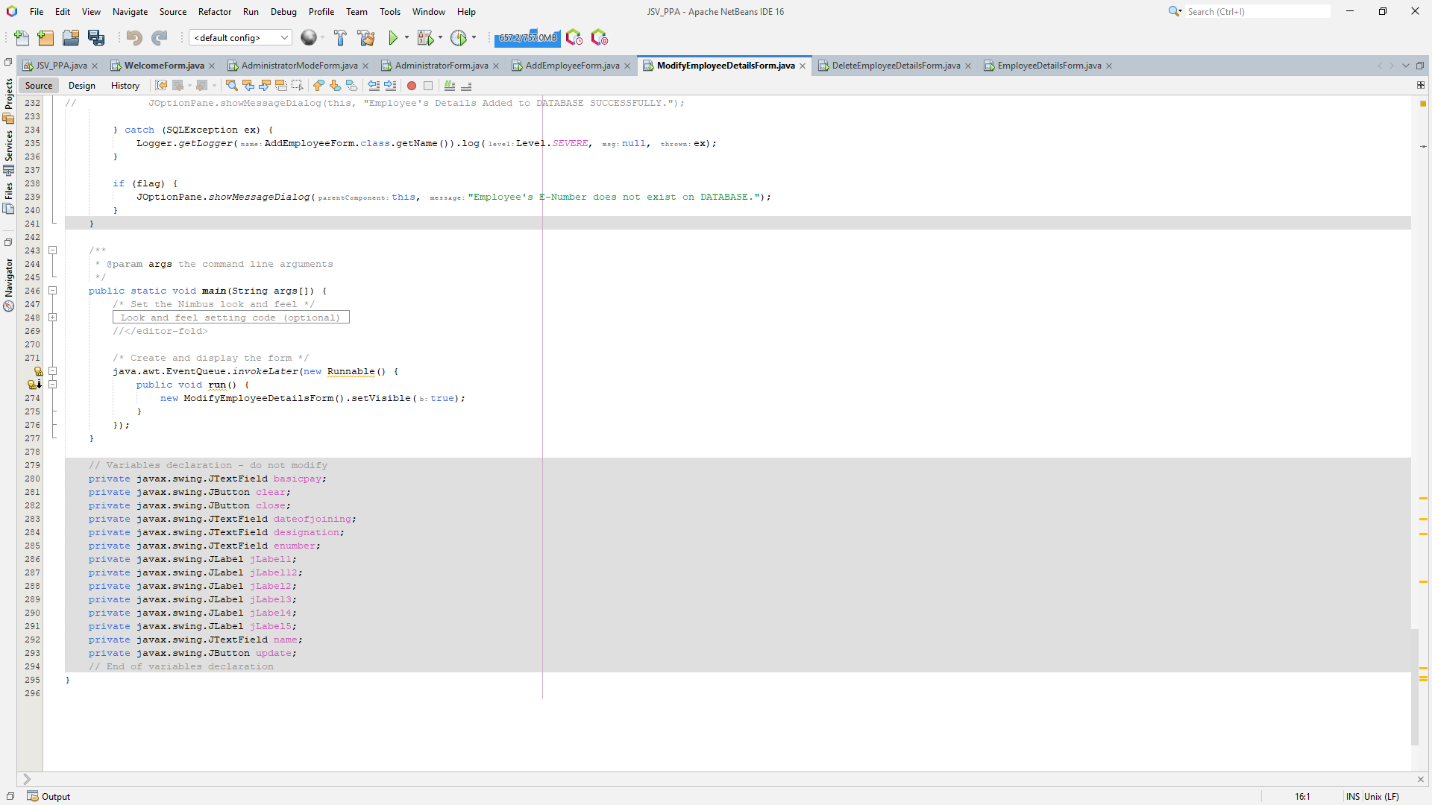 File Edit View Navigate Source Refactor Run Debug Profile Team Tools Window Help
JSV_PPA - Apache NetBeans IDE 16
Search (Ctrl+I)
<default config>
657.2/757.0MB
JSV_PPA.java
WelcomeForm.java
AdministratorModeForm.java
AdministratorForm.java
AddEmployeeForm.java
ModifyEmployeeDetailsForm.java
DeleteEmployeeDetailsForm.java
EmployeeDetailsForm.java
Source Design History
Projects
Services
Files
Navigator
232 // JOptionPane.showMessageDialog(this, "Employee's Details Added to DATABASE SUCCESSFULLY.");
233
234 } catch (SQLException ex) {
235 Logger.getLogger(name: AddEmployeeForm.class.getName()).log(level: Level.SEVERE, msg: null, thrown: ex);
236 }
237
238 if (flag) {
239 JOptionPane.showMessageDialog(parentComponent: this, message: "Employee's E-Number does not exist on DATABASE.");
240 }
241 }
242
243 /**
244 * @param args the command line arguments
245 */
246 public static void main(String args[]) {
247 /* Set the Nimbus look and feel */
248 Look and feel setting code (optional)
269 //</editor-fold>
270
271 /* Create and display the form */
java.awt.EventQueue.invokeLater(new Runnable() {
public void run() {
274 new ModifyEmployeeDetailsForm().setVisible(b: true);
275 }
276 });
277 }
278
279 // Variables declaration - do not modify
280 private javax.swing.JTextField basicpay;
281 private javax.swing.JButton clear;
282 private javax.swing.JButton close;
283 private javax.swing.JTextField dateofjoining;
284 private javax.swing.JTextField designation;
285 private javax.swing.JTextField enumber;
286 private javax.swing.JLabel jLabel1;
287 private javax.swing.JLabel jLabel12;
288 private javax.swing.JLabel jLabel2;
289 private javax.swing.JLabel jLabel3;
290 private javax.swing.JLabel jLabel4;
291 private javax.swing.JLabel jLabel5;
292 private javax.swing.JTextField name;
293 private javax.swing.JButton update;
294 // End of variables declaration
295 }
296
Output
16:1
INS Unix (LF)